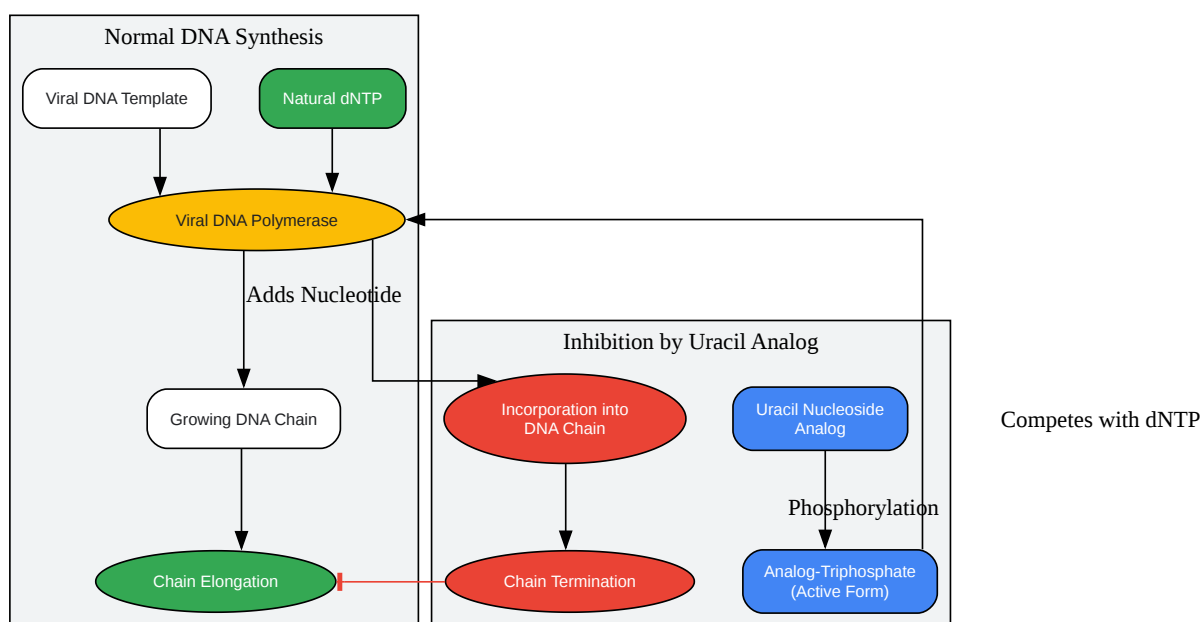 Normal DNA Synthesis
Viral DNA Template
Natural dNTP
Viral DNA Polymerase
Adds Nucleotide
Growing DNA Chain
Chain Elongation
Inhibition by Uracil Analog
Incorporation into
DNA Chain
Uracil Nucleoside
Analog
Phosphorylation
Chain Termination
Analog-Triphosphate
(Active Form)
Competes with dNTP